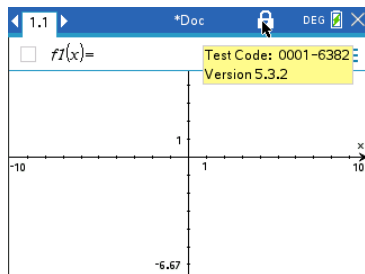 1.1 *Doc DEG
f1(x)=
Test Code: 0001-6382
Version 5.3.2
1
x
-10 1 10
-6.67